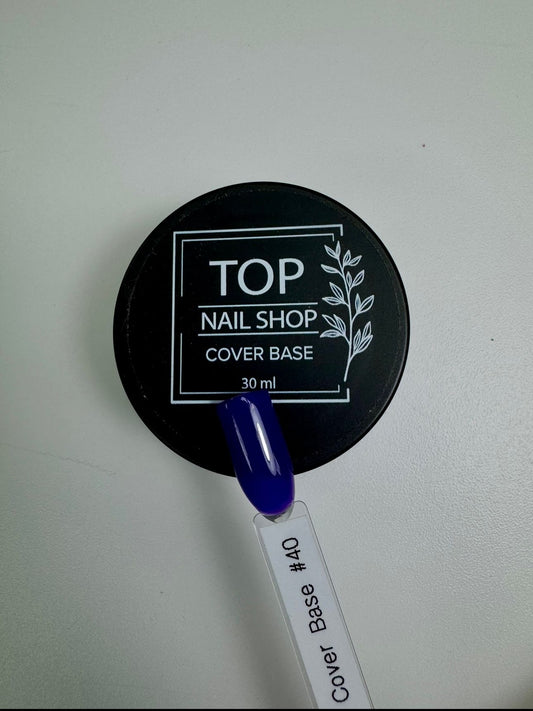 TOP
NAIL SHOP
COVER BASE
30 ml
Cover Base #40